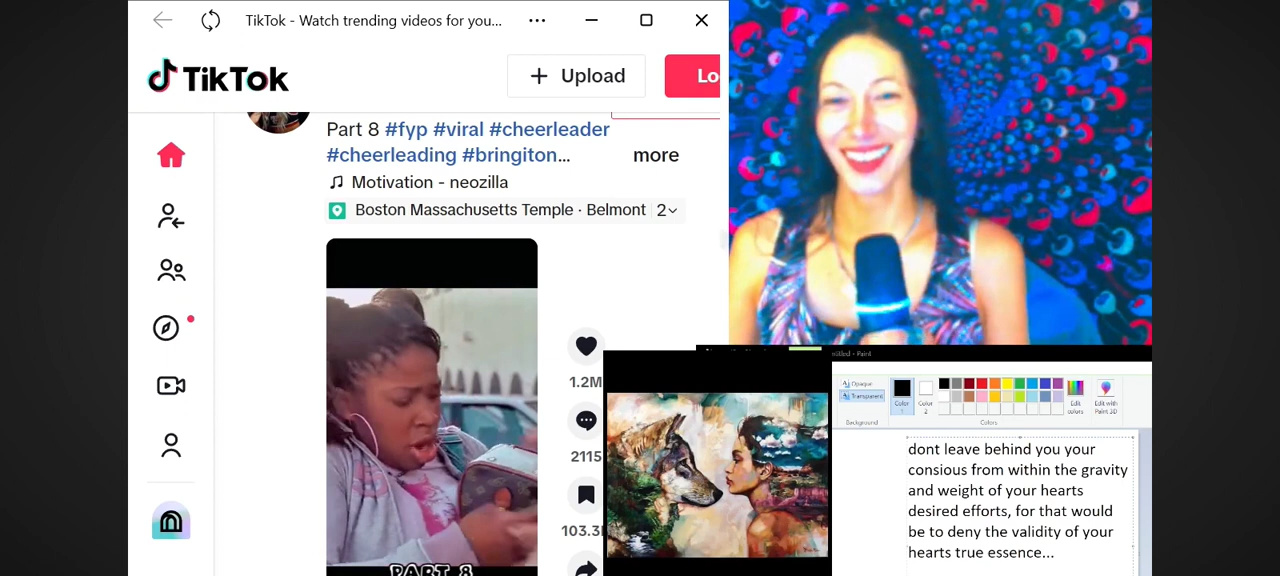 TikTok - Watch trending videos for you...
TikTok
+ Upload
Lo
Part 8 #fyp #viral #cheerleader
#cheerleading #bringiton... more
Motivation - neozilla
Boston Massachusetts Temple · Belmont 2
1.2M
2115
103.3
PART 8
- Paint
Opaque
Transparent
Background
Color
1
Color
2
Edit
colors
Edit with
Paint 3D
Colors
dont leave behind you your
consious from within the gravity
and weight of your hearts
desired efforts, for that would
be to deny the validity of your
hearts true essence...